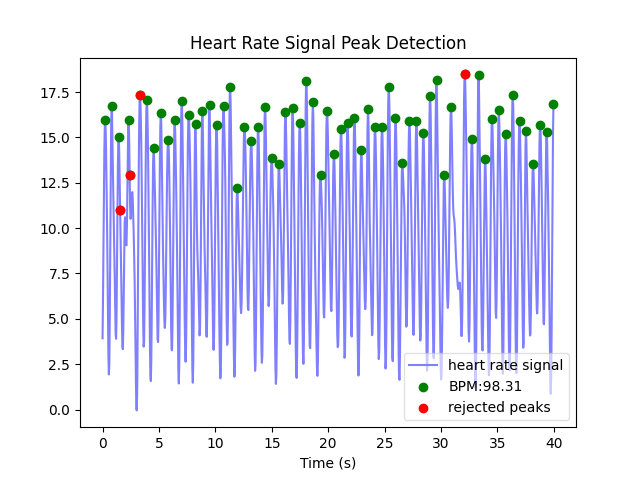 Heart Rate Signal Peak Detection
17.5
15.0
12.5
10.0
7.5
5.0
2.5
0.0
heart rate signal
BPM:98.31
rejected peaks
0 5 10 15 20 25 30 35 40
Time (s)